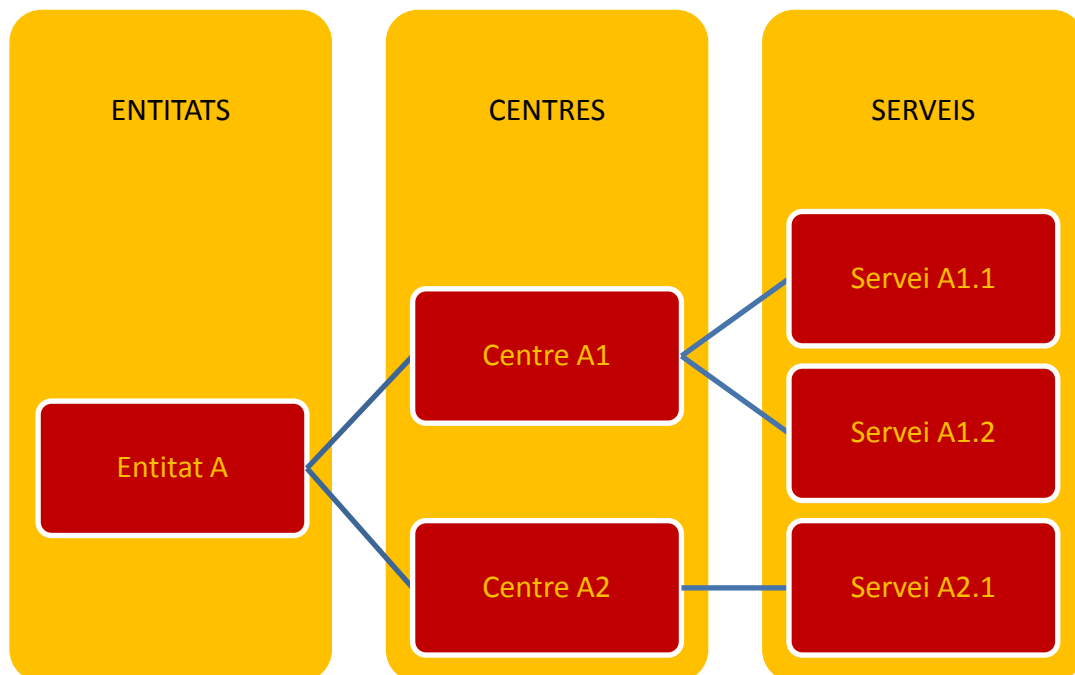 ENTITATS
CENTRES
SERVEIS
Servei A1.1
Centre A1
Servei A1.2
Entitat A
Centre A2
Servei A2.1